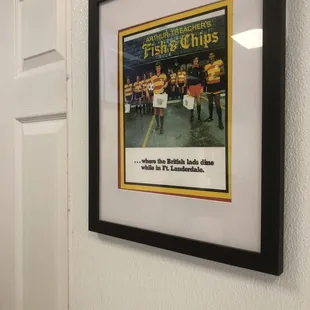 ARTHUR TREACHER'S
Fish & Chips
...where the British lads dine
while in Ft. Lauderdale.